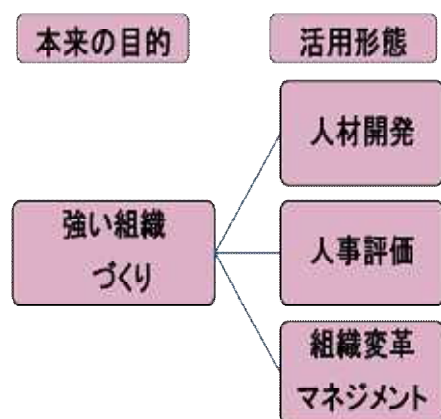 本来の目的
活用形態
人材開発
強い組織
づくり
人事評価
組織変革
マネジメント